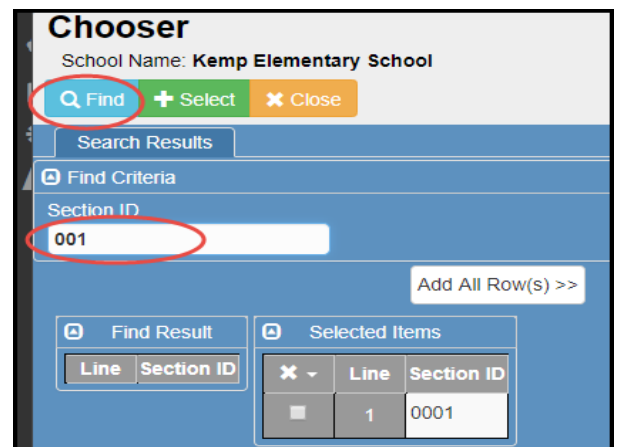 Chooser
School Name: Kemp Elementary School
Find Select Close
Search Results
Find Criteria
Section ID
001
Add All Row(s) >>
Find Result Selected Items
Line Section ID Line Section ID
1 0001